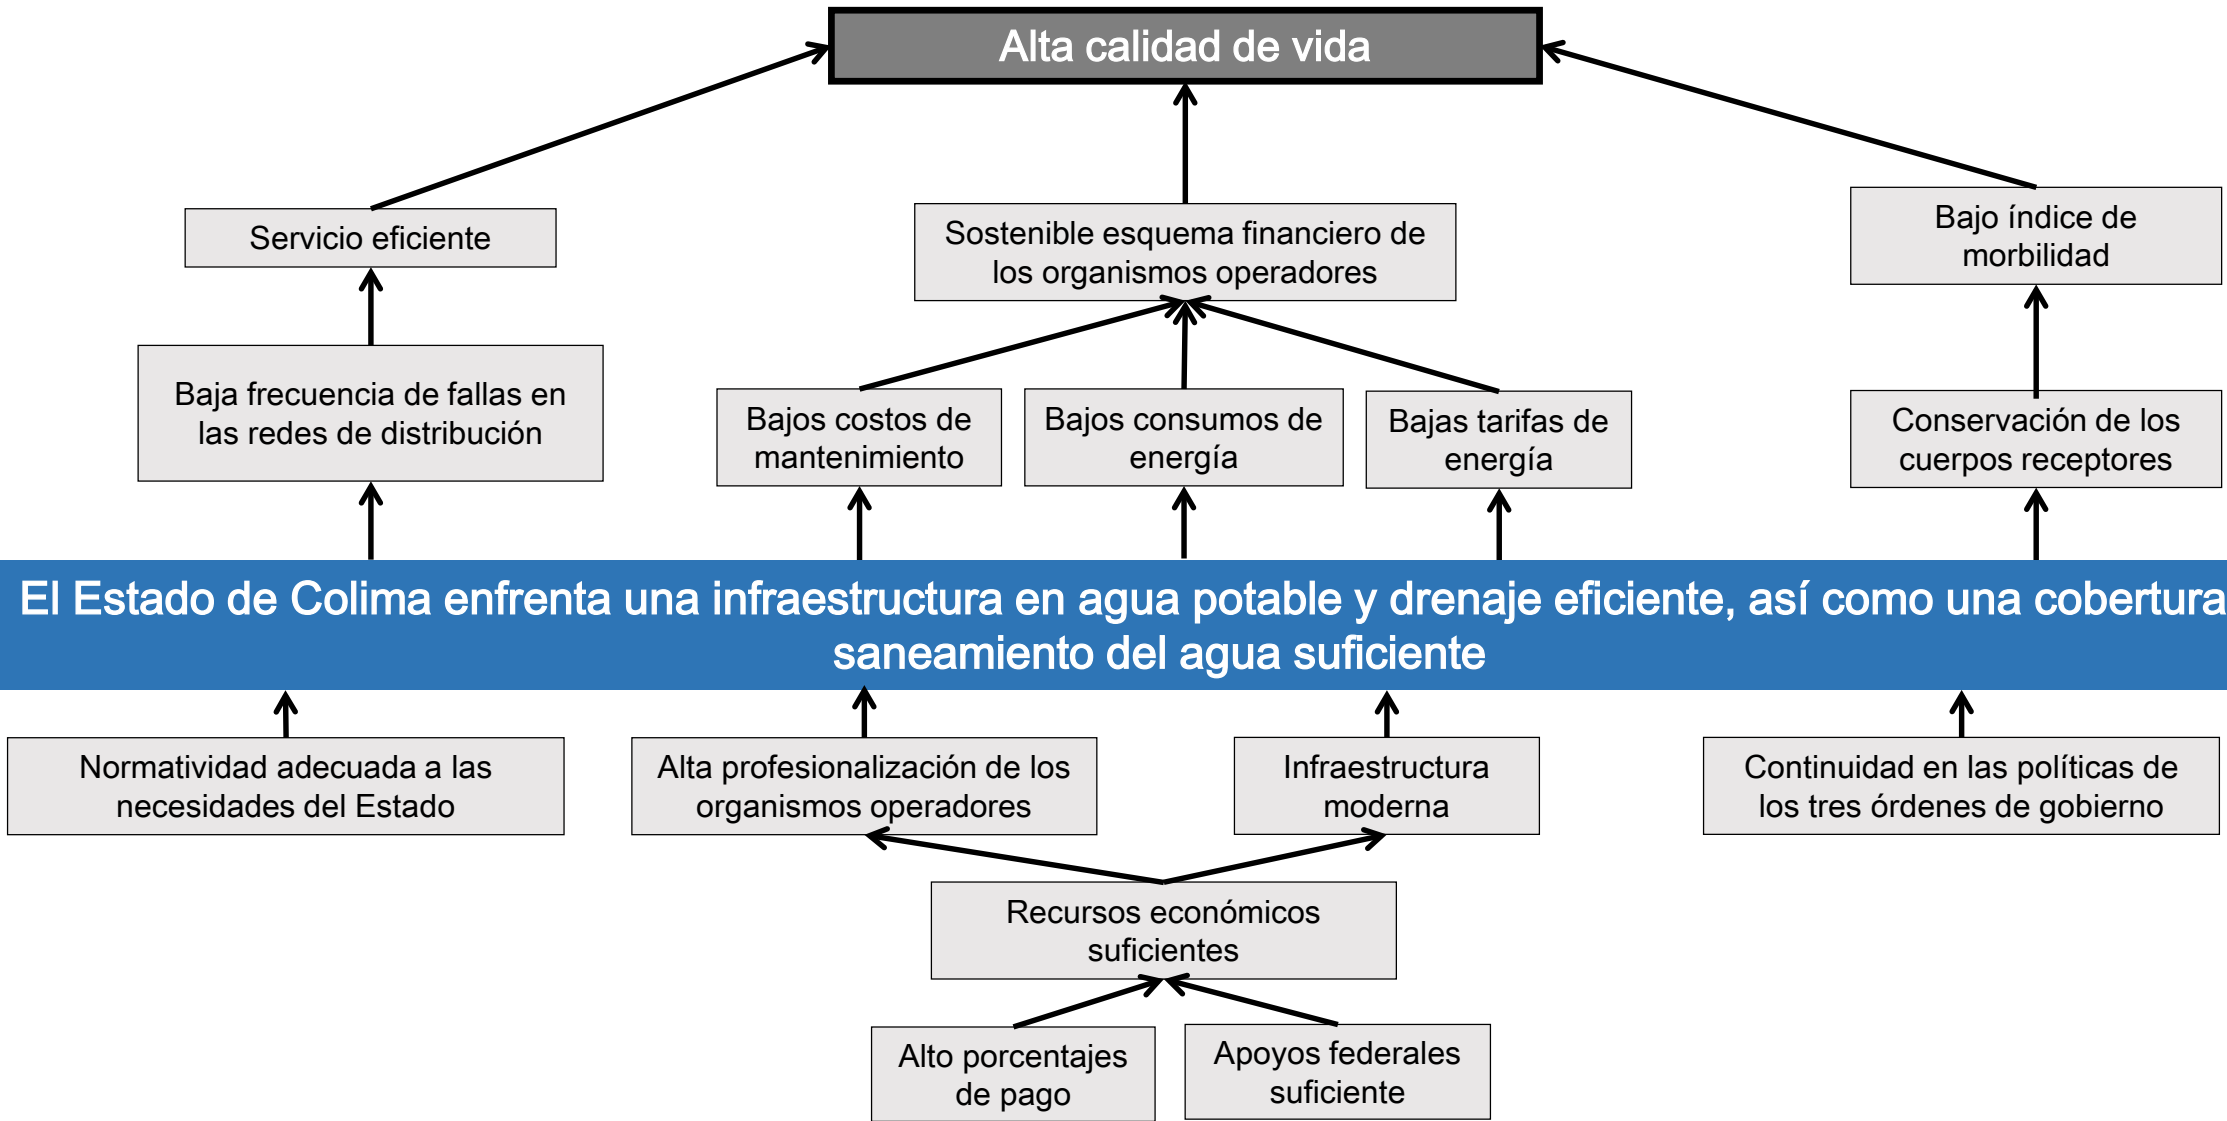 Alta calidad de vida
Servicio eficiente
Sostenible esquema financiero de
los organismos operadores
Bajo índice de
morbilidad
Baja frecuencia de fallas en
las redes de distribución
Bajos costos de
mantenimiento
Bajos consumos de
energía
Bajas tarifas de
energía
Conservación de los
cuerpos receptores
El Estado de Colima enfrenta una infraestructura en agua potable y drenaje eficiente, así como una cobertura
saneamiento del agua suficiente
Normatividad adecuada a las
necesidades del Estado
Alta profesionalización de los
organismos operadores
Infraestructura
moderna
Continuidad en las políticas de
los tres órdenes de gobierno
Recursos económicos
suficientes
Alto porcentajes
de pago
Apoyos federales
suficiente